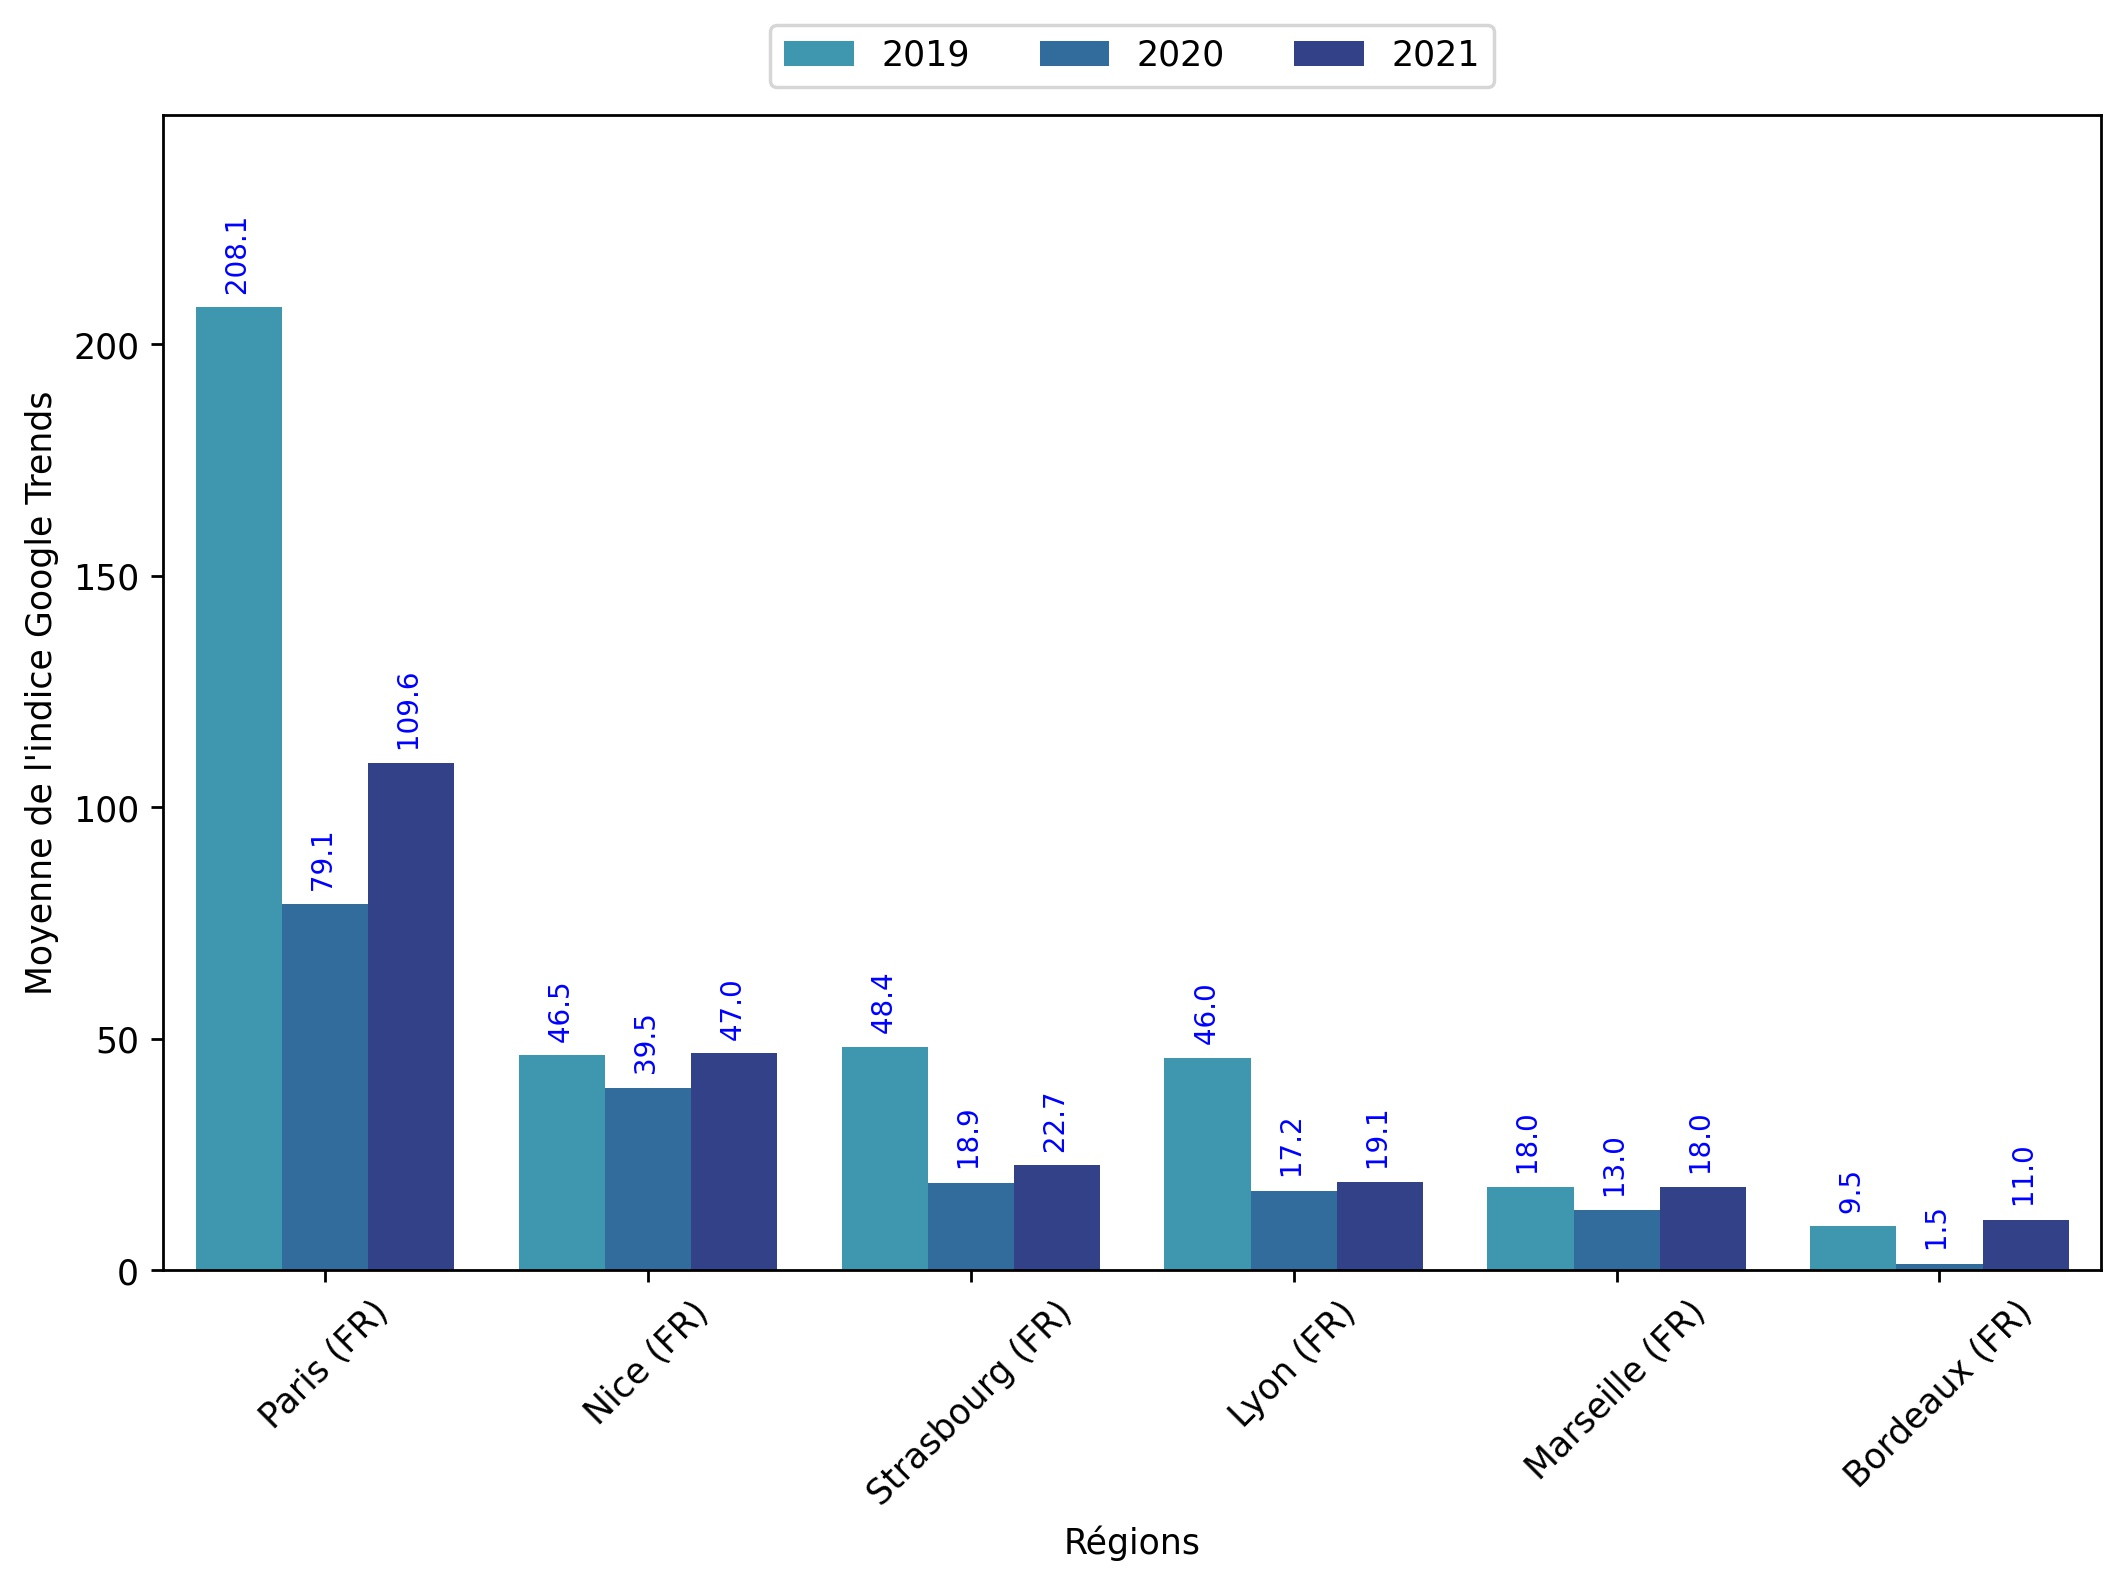 2019 2020 2021
Moyenne de l'indice Google Trends
200
150
100
50
0
208.1
79.1
109.6
46.5
39.5
47.0
48.4
18.9
22.7
46.0
17.2
19.1
18.0
13.0
18.0
9.5
1.5
11.0
Paris (FR)
Nice (FR)
Strasbourg (FR)
Lyon (FR)
Marseille (FR)
Bordeaux (FR)
Régions